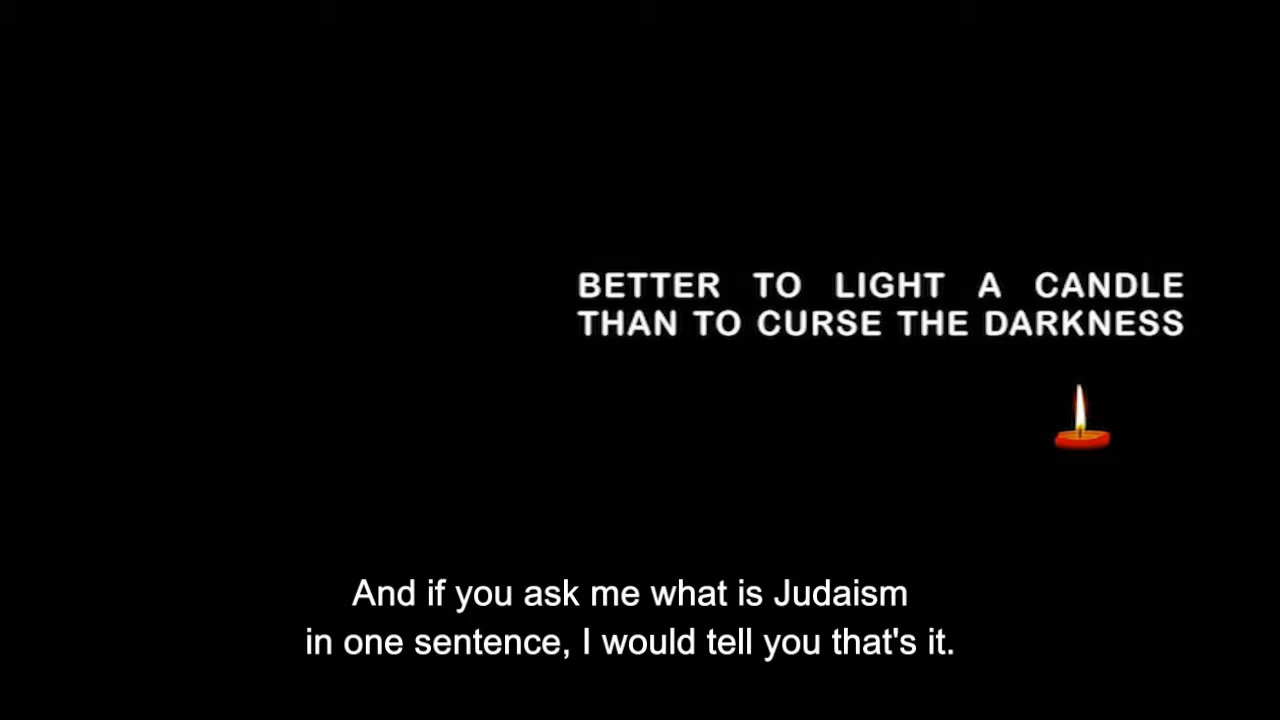 BETTER TO LIGHT A CANDLE
THAN TO CURSE THE DARKNESS
And if you ask me what is Judaism
in one sentence, I would tell you that's it.